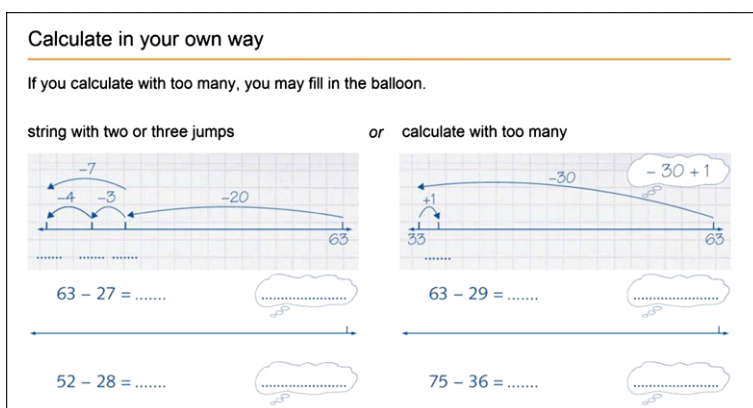 Calculate in your own way
If you calculate with too many, you may fill in the balloon.
string with two or three jumps or calculate with too many
-7
-4 -3 -20
63
....... ....... .......
-30 - 30 + 1
+1
33 63
.......
63 – 27 = ....... .......................
63 – 29 = ....... .......................
52 – 28 = ....... .......................
75 – 36 = ....... .......................